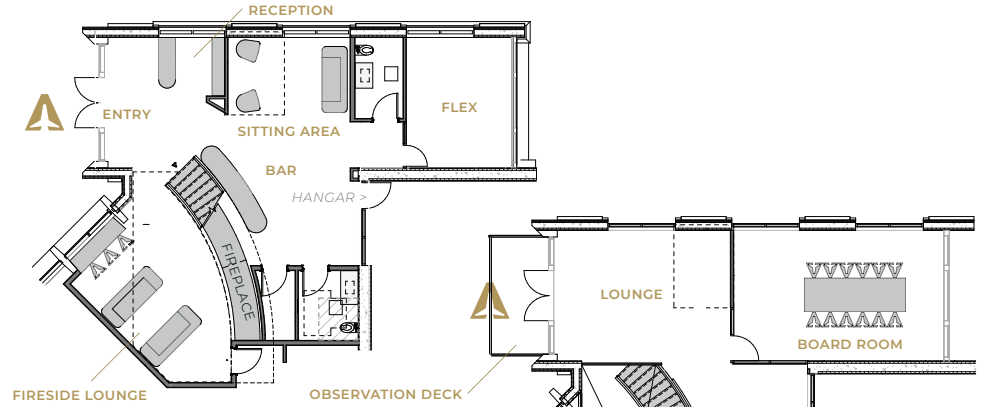 RECEPTION
ENTRY
FLEX
SITTING AREA
BAR
HANGAR >
FIREPLACE
LOUNGE
BOARD ROOM
FIRESIDE LOUNGE
OBSERVATION DECK